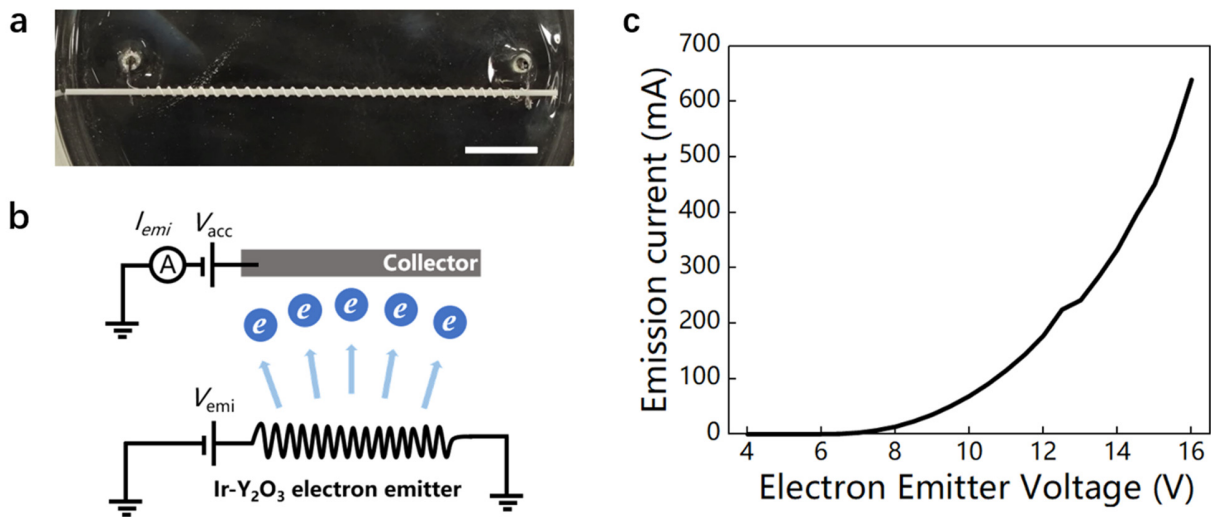 a
b
I_emi
V_acc
A
Collector
e e e e e
V_emi
Ir-Y₂O₃ electron emitter
c
700
600
500
400
300
200
100
0
4 6 8 10 12 14 16
Emission current (mA)
Electron Emitter Voltage (V)